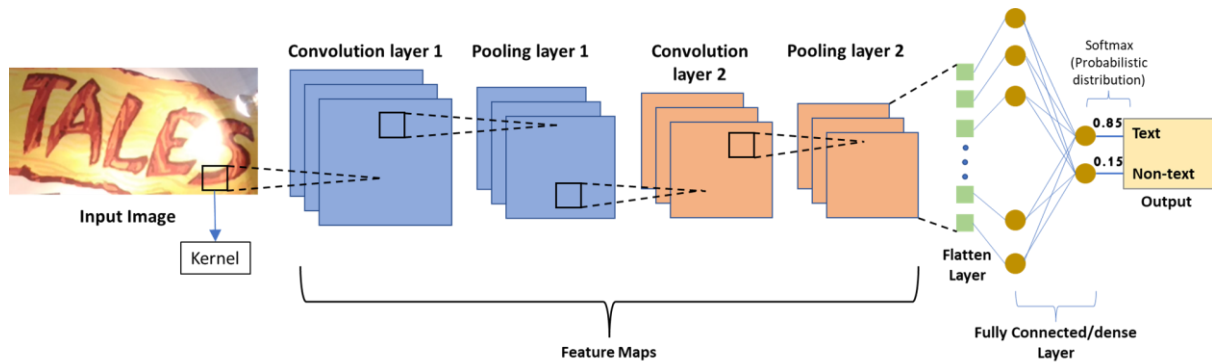 Convolution layer 1
Pooling layer 1
Convolution
layer 2
Pooling layer 2
Softmax
(Probabilistic
distribution)
TALES
0.85
Text
0.15
Non-text
Input Image
Output
Kernel
Flatten
Layer
Feature Maps
Fully Connected/dense
Layer